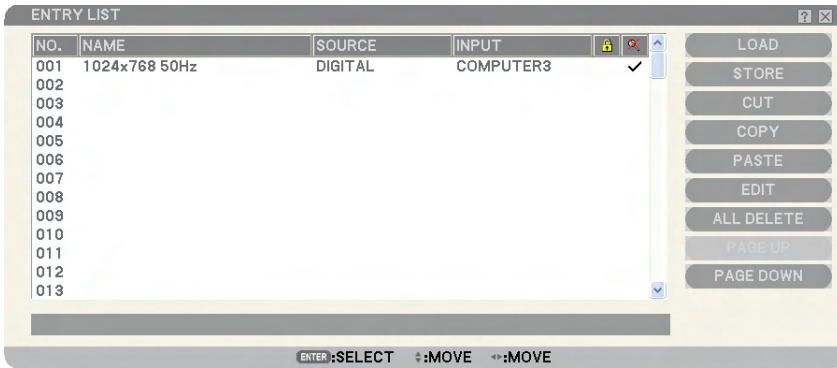 ENTRY LIST
NO. NAME SOURCE INPUT
001 1024x768 50Hz DIGITAL COMPUTER3
002
003
004
005
006
007
008
009
010
011
012
013
LOAD
STORE
CUT
COPY
PASTE
EDIT
ALL DELETE
PAGE UP
PAGE DOWN
ENTER :SELECT :MOVE :MOVE